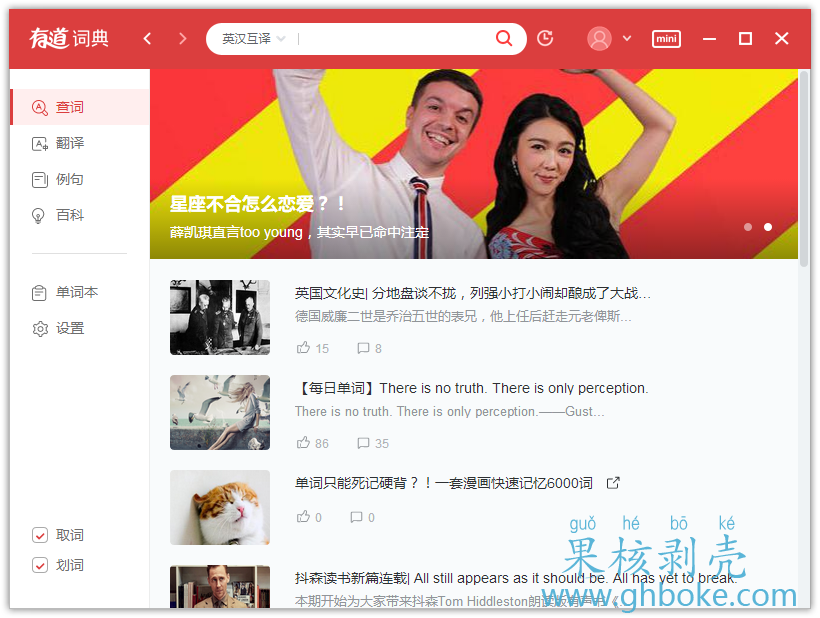 有道 词典
英汉互译
mini
查词
翻译
例句
百科
单词本
设置
取词
划词
星座不合怎么恋爱？！
薛凯琪直言too young，其实早已命中注定
英国文化史| 分地盘谈不拢，列强小打小闹却酿成了大战...
德国威廉二世是乔治五世的表兄，他上任后赶走元老俾斯...
15 8
【每日单词】There is no truth. There is only perception.
There is no truth. There is only perception.——Gust...
86 35
单词只能死记硬背？！一套漫画快速记忆6000词
0 0
抖森读书新篇连载| All still appears as it should be. All has yet to break.
本期开始为大家带来抖森Tom Hiddleston朗读版有声书《
guǒ hé bō ké
果核剥壳
www.ghboke.com